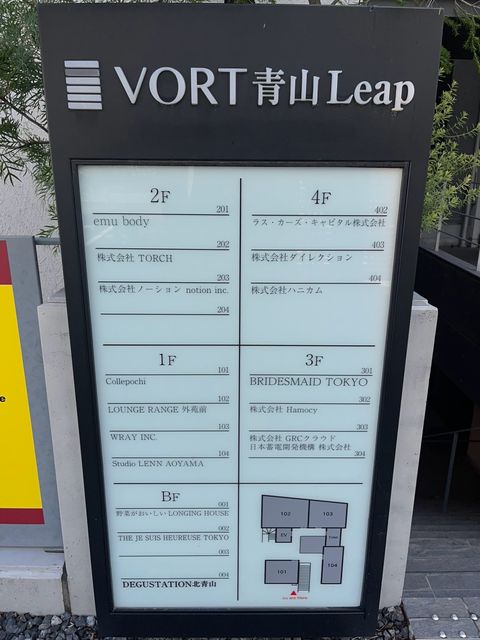 VORT青山Leap
2F
201
emu body
202
株式会社 TORCH
203
株式会社ノーション notion inc.
204
4F
402
ラス・カーズ・キャピタル株式会社
403
株式会社ダイレクション
404
株式会社ハニカム
1F
101
Collepochi
102
LOUNGE RANGE 外苑前
103
WRAY INC.
104
Studio LENN AOYAMA
3F
301
BRIDESMAID TOKYO
302
株式会社 Hamocy
303
株式会社 GRCクラウド
日本蓄電開発機構 株式会社
304
BF
001
野菜がおいしい LONGING HOUSE
002
THE JE SUIS HEUREUSE TOKYO
003
004
DEGUSTATION北青山
102
103
EV
104
101
You are Here